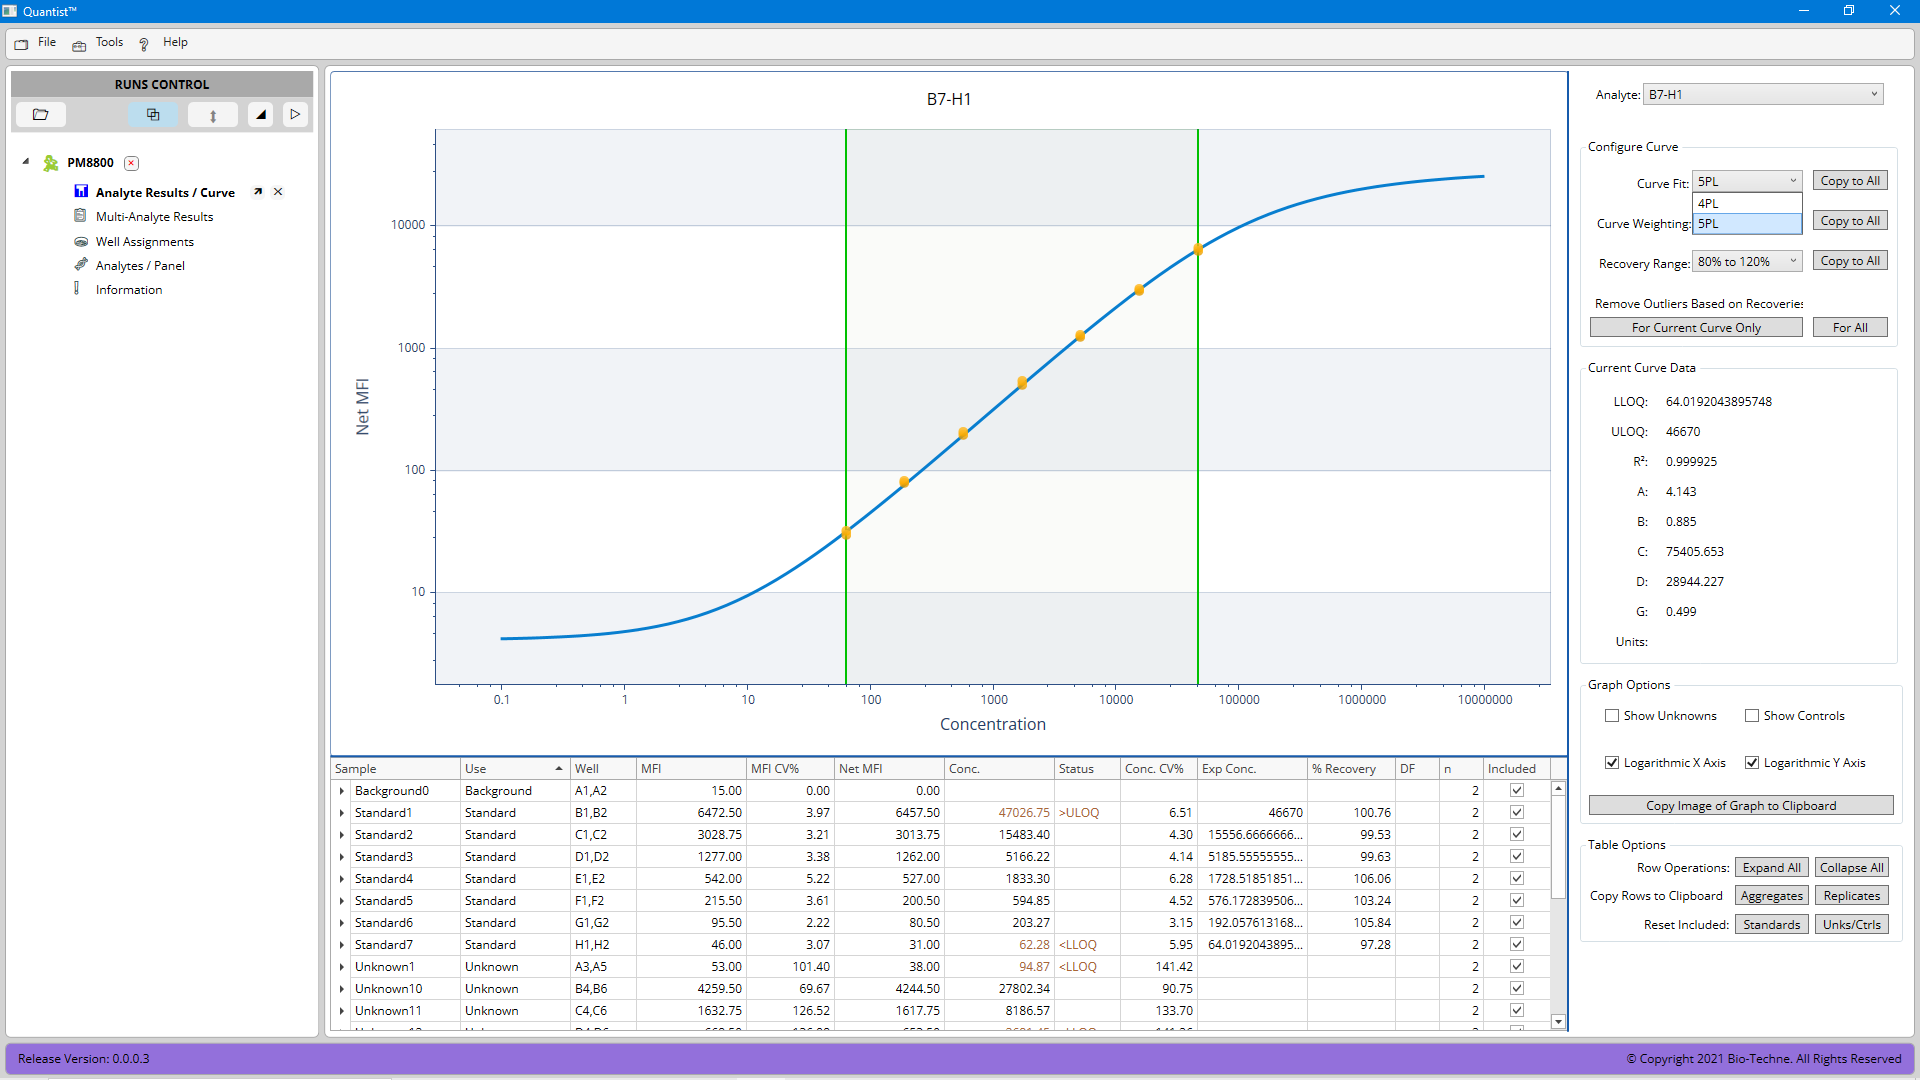 Quantist™
File Tools Help
RUNS CONTROL
PM8800
Analyte Results / Curve
Multi-Analyte Results
Well Assignments
Analytes / Panel
Information
B7-H1
Net MFI
10000
1000
100
10
0.1 1 10 100 1000 10000 100000 1000000 10000000
Concentration
Analyte: B7-H1
Configure Curve
Curve Fit: 5PL Copy to All
4PL
5PL
Curve Weighting: Copy to All
Recovery Range: 80% to 120% Copy to All
Remove Outliers Based on Recoveries
For Current Curve Only For All
Current Curve Data
LLOQ: 64.0192043895748
ULOQ: 46670
R²: 0.999925
A: 4.143
B: 0.885
C: 75405.653
D: 28944.227
G: 0.499
Units:
Graph Options
Show Unknowns Show Controls
Logarithmic X Axis Logarithmic Y Axis
Copy Image of Graph to Clipboard
Table Options
Row Operations: Expand All Collapse All
Copy Rows to Clipboard Aggregates Replicates
Reset Included: Standards Unks/Ctrls
Sample Use Well MFI MFI CV% Net MFI Conc. Status Conc. CV% Exp Conc. % Recovery DF n Included
Background0 Background A1,A2 15.00 0.00 0.00 2
Standard1 Standard B1,B2 6472.50 3.97 6457.50 47026.75 >ULOQ 6.51 46670 100.76 2
Standard2 Standard C1,C2 3028.75 3.21 3013.75 15483.40 4.30 15556.6666666... 99.53 2
Standard3 Standard D1,D2 1277.00 3.38 1262.00 5166.22 4.14 5185.55555555... 99.63 2
Standard4 Standard E1,E2 542.00 5.22 527.00 1833.30 6.28 1728.51851851... 106.06 2
Standard5 Standard F1,F2 215.50 3.61 200.50 594.85 4.52 576.172839506... 103.24 2
Standard6 Standard G1,G2 95.50 2.22 80.50 203.27 3.15 192.057613168... 105.84 2
Standard7 Standard H1,H2 46.00 3.07 31.00 62.28 <LLOQ 5.95 64.0192043895... 97.28 2
Unknown1 Unknown A3,A5 53.00 101.40 38.00 94.87 <LLOQ 141.42 2
Unknown10 Unknown B4,B6 4259.50 69.67 4244.50 27802.34 90.75 2
Unknown11 Unknown C4,C6 1632.75 126.52 1617.75 8186.57 133.70 2
Release Version: 0.0.0.3
© Copyright 2021 Bio-Techne. All Rights Reserved